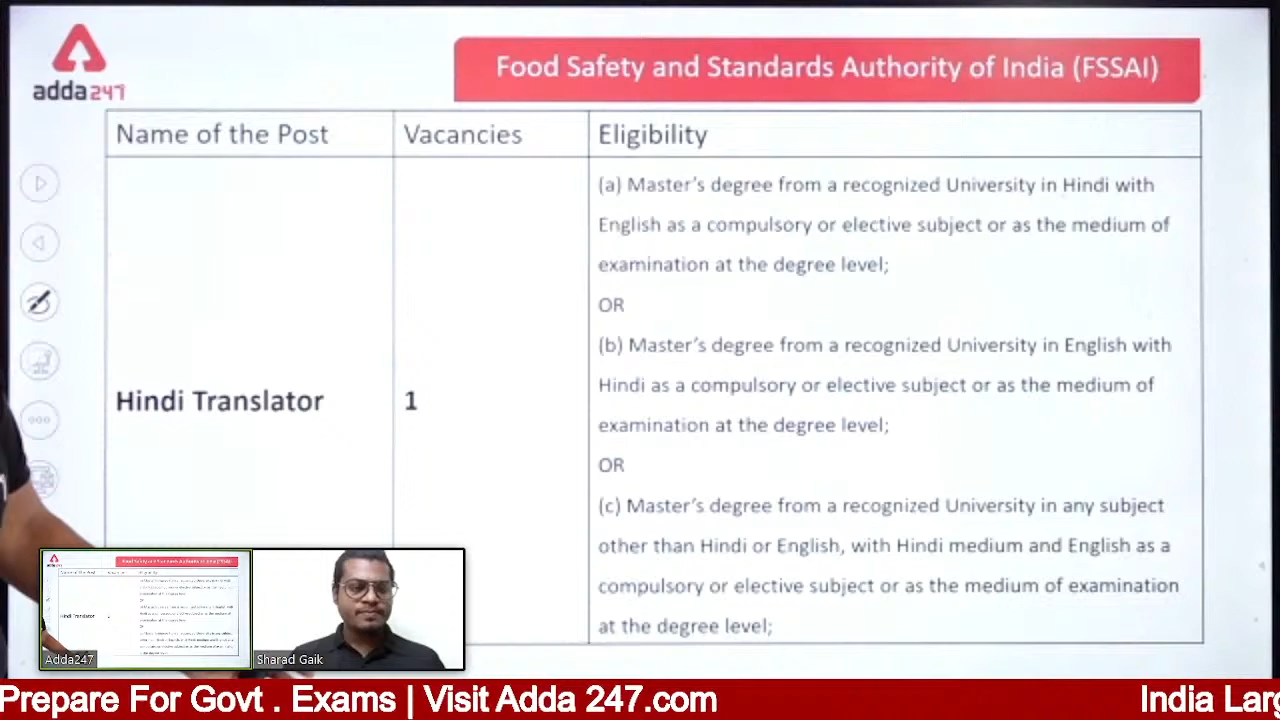 adda247
Food Safety and Standards Authority of India (FSSAI)
Name of the Post
Vacancies
Eligibility
Hindi Translator
1
(a) Master's degree from a recognized University in Hindi with
English as a compulsory or elective subject or as the medium of
examination at the degree level;
OR
(b) Master's degree from a recognized University in English with
Hindi as a compulsory or elective subject or as the medium of
examination at the degree level;
OR
(c) Master's degree from a recognized University in any subject
other than Hindi or English, with Hindi medium and English as a
compulsory or elective subject or as the medium of examination
at the degree level;
Hindi Translator
Adda247
Sharad Gaik
Prepare For Govt . Exams | Visit Adda 247.com
India Larg